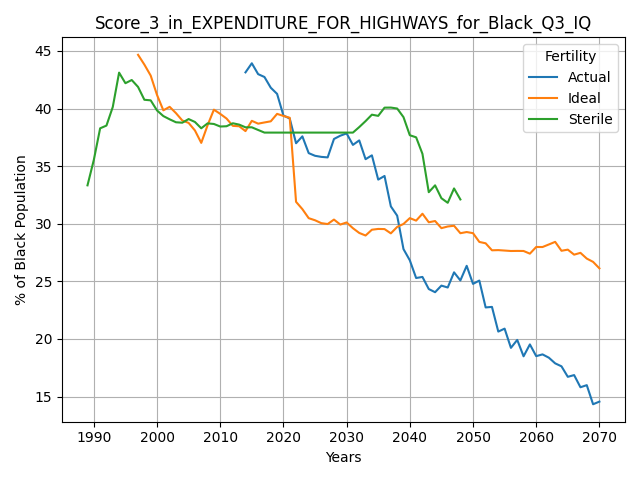 Score_3_in_EXPENDITURE_FOR_HIGHWAYS_for_Black_Q3_IQ
Fertility
Actual
Ideal
Sterile
% of Black Population
45
40
35
30
25
20
15
1990 2000 2010 2020 2030 2040 2050 2060 2070
Years